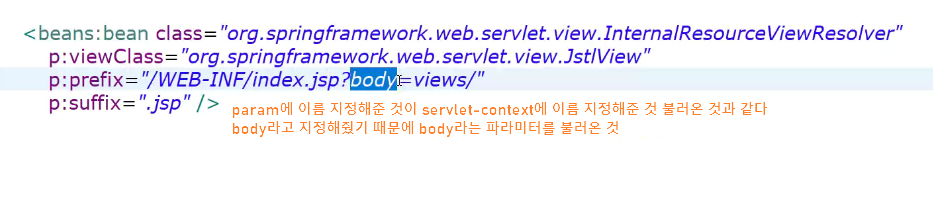 <beans:bean class="org.springframework.web.servlet.view.InternalResourceViewResolver"
p:viewClass="org.springframework.web.servlet.view.JstlView"
p:prefix="/WEB-INF/index.jsp?body=views/"
p:suffix=".jsp" />
param에 이름 지정해준 것이 servlet-context에 이름 지정해준 것 불러온 것과 같다
body라고 지정해줬기 때문에 body라는 파라미터를 불러온 것